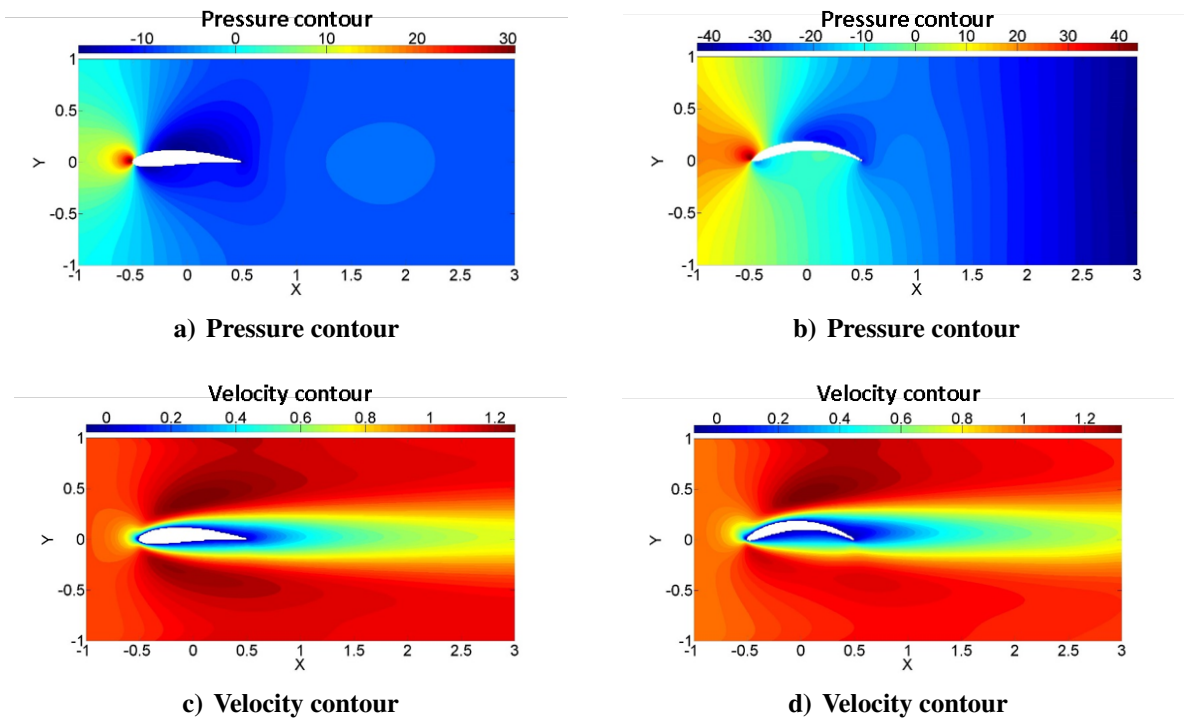 Pressure contour
-10 0 10 20 30
1
0.5
0
-0.5
-1
Y
-1 -0.5 0 0.5 1 1.5 2 2.5 3
X
a) Pressure contour
Pressure contour
-40 -30 -20 -10 0 10 20 30 40
1
0.5
0
-0.5
-1
Y
-1 -0.5 0 0.5 1 1.5 2 2.5 3
X
b) Pressure contour
Velocity contour
0 0.2 0.4 0.6 0.8 1 1.2
1
0.5
0
-0.5
-1
Y
-1 -0.5 0 0.5 1 1.5 2 2.5 3
X
c) Velocity contour
Velocity contour
0 0.2 0.4 0.6 0.8 1 1.2
1
0.5
0
-0.5
-1
Y
-1 -0.5 0 0.5 1 1.5 2 2.5 3
X
d) Velocity contour